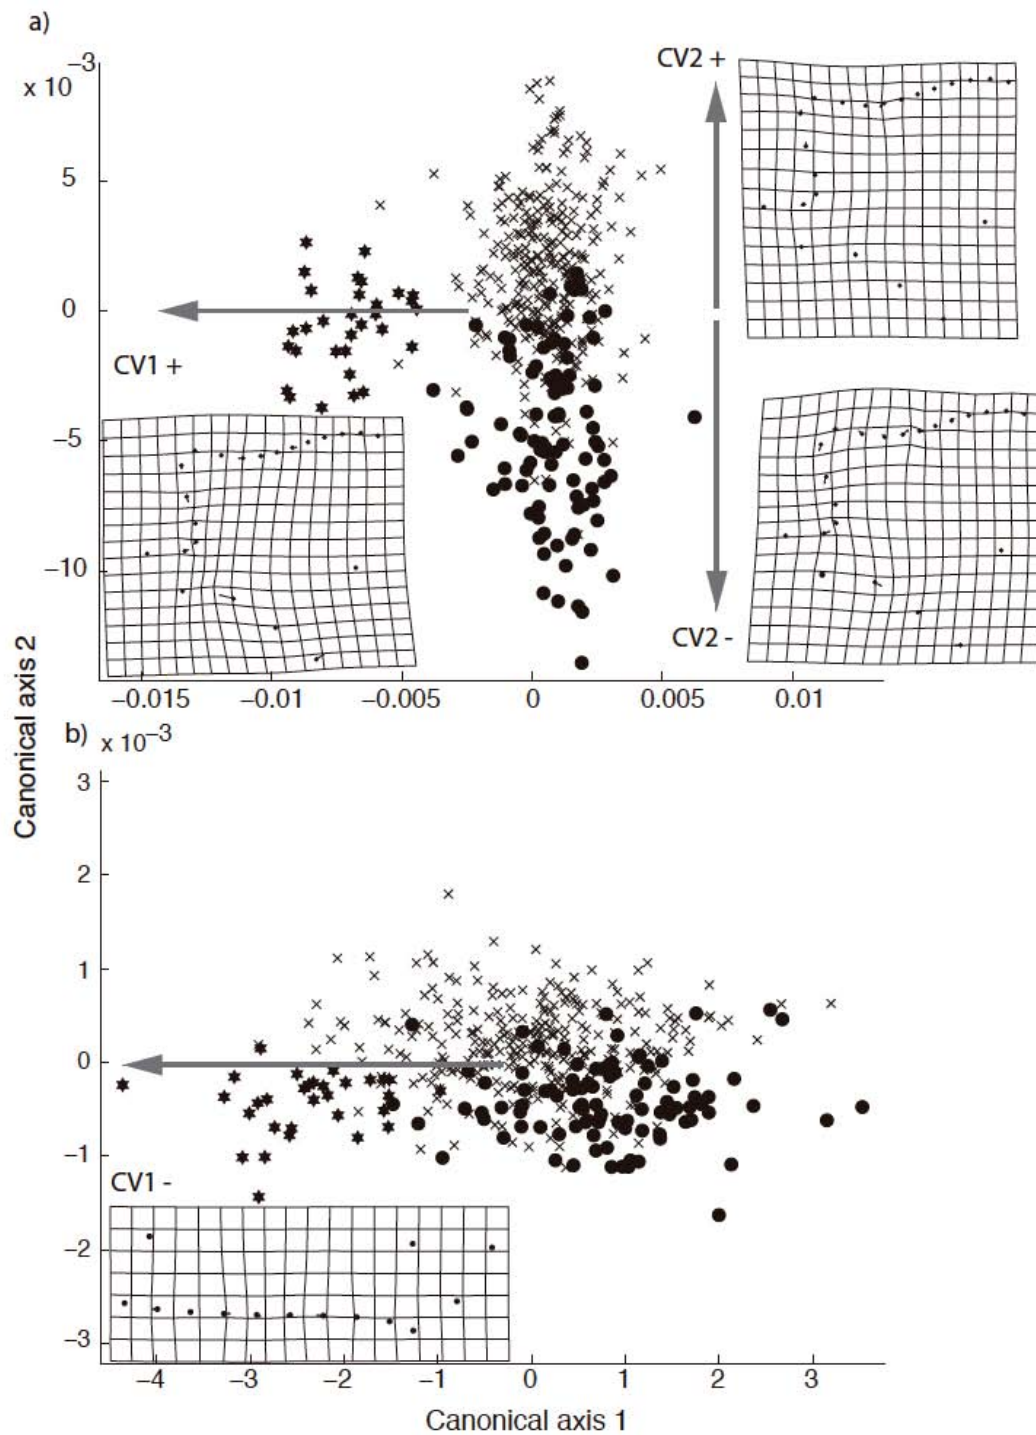 a)
x 10 −3
CV2 +
5
0
CV1 +
−5
−10
CV2 -
−0.015 −0.01 −0.005 0 0.005 0.01
Canonical axis 2
b) x 10 −3
3
2
1
0
−1
CV1 -
−2
−3
−4 −3 −2 −1 0 1 2 3
Canonical axis 1